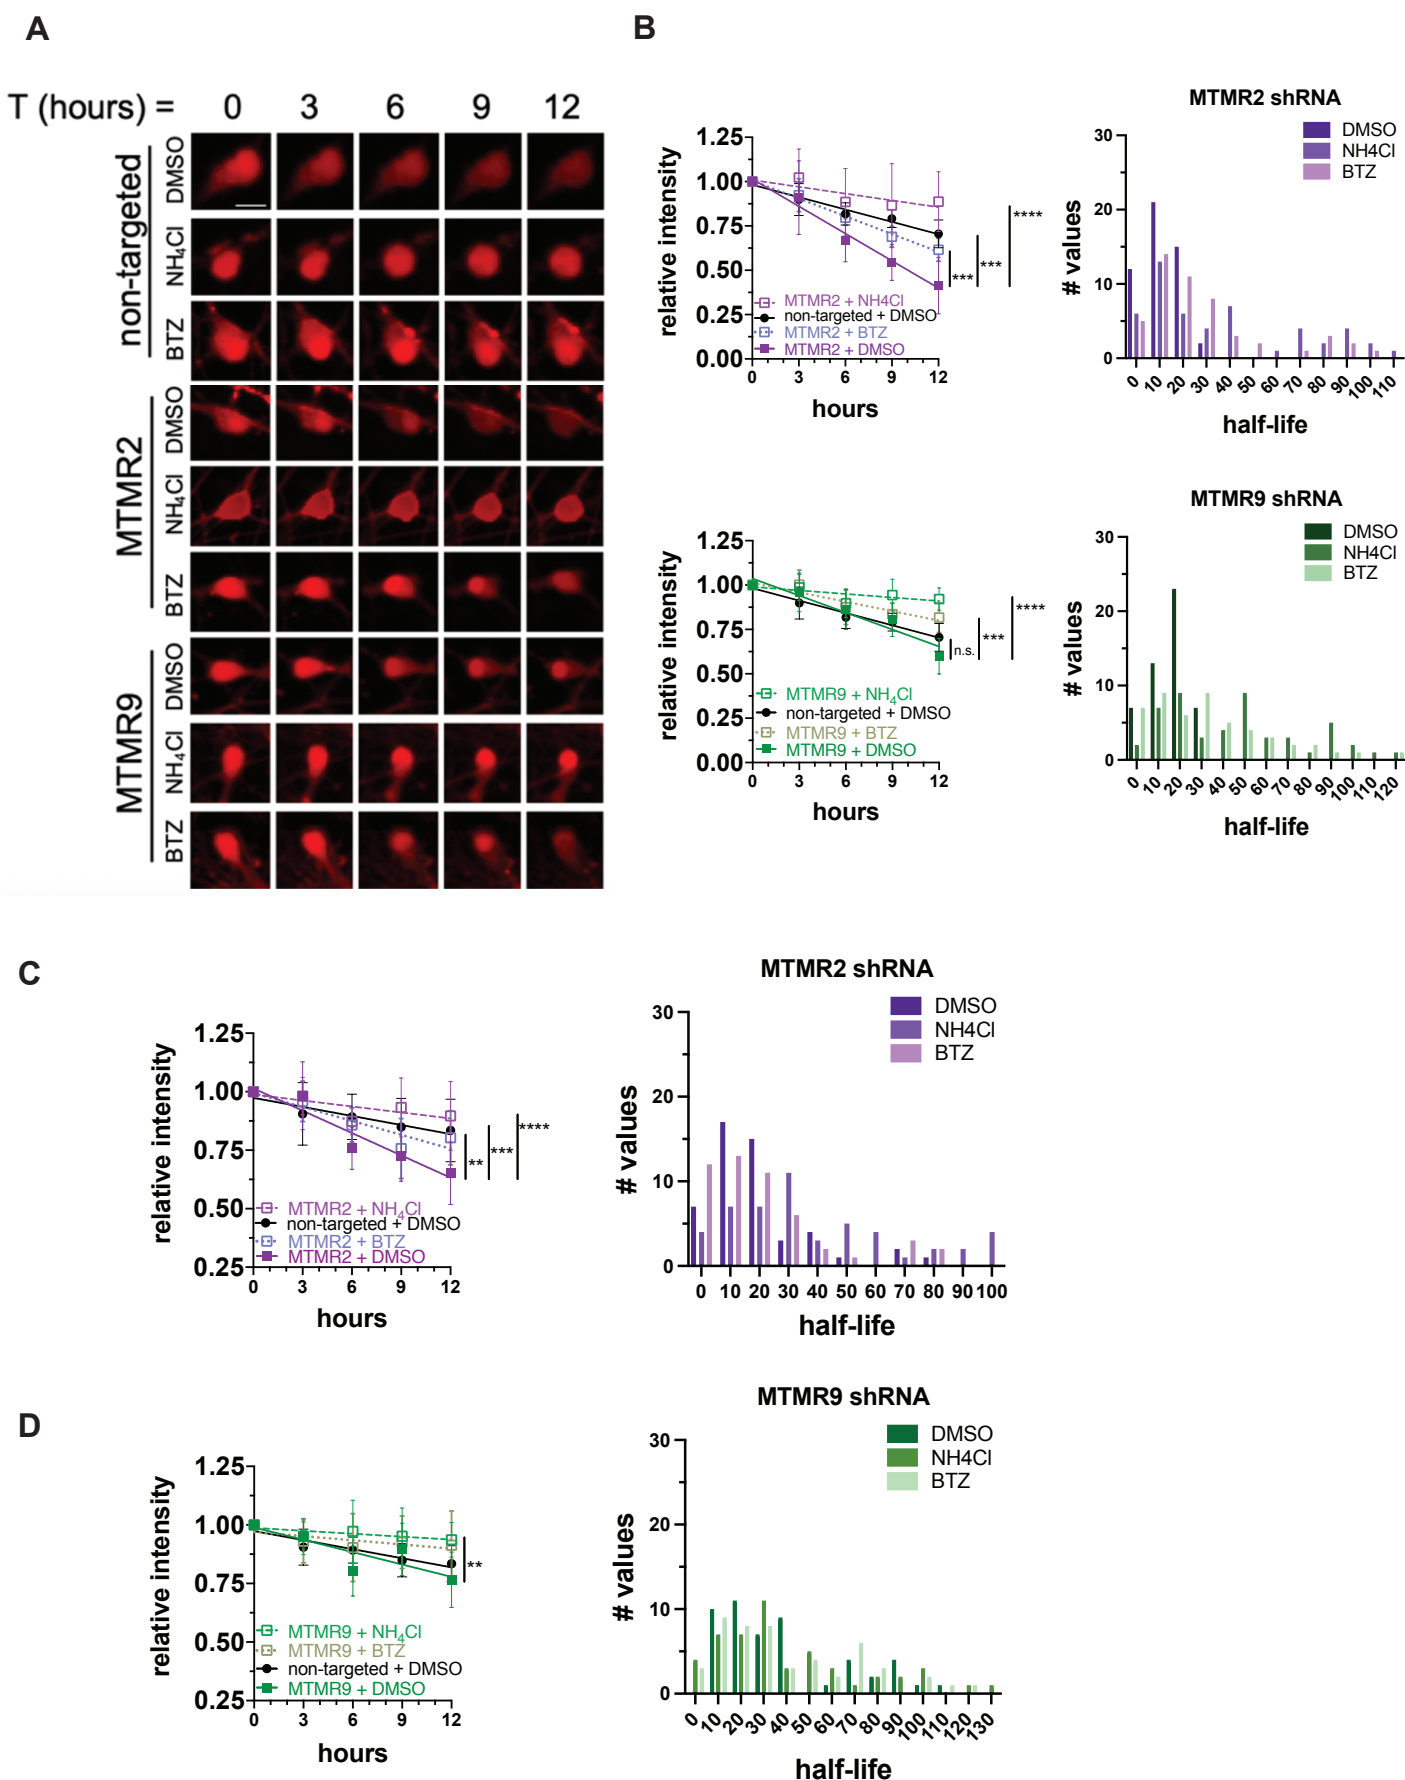 A
T (hours) = 0 3 6 9 12
non-targeted
DMSO
NH4Cl
BTZ
MTMR2
DMSO
NH4Cl
BTZ
MTMR9
DMSO
NH4Cl
BTZ
B
relative intensity
1.25
1.00
0.75
0.50
0.25
0.00
MTMR2 + NH4Cl
non-targeted + DMSO
MTMR2 + BTZ
MTMR2 + DMSO
*** *** ****
0 3 6 9 12
hours
MTMR2 shRNA
DMSO
NH4Cl
BTZ
# values
30
20
10
0
0 10 20 30 40 50 60 70 80 90 100 110
half-life
relative intensity
1.25
1.00
0.75
0.50
0.25
0.00
n.s. *** ****
MTMR9 + NH4Cl
non-targeted + DMSO
MTMR9 + BTZ
MTMR9 + DMSO
0 3 6 9 12
hours
MTMR9 shRNA
DMSO
NH4Cl
BTZ
# values
30
20
10
0
0 10 20 30 40 50 60 70 80 90 100 110 120
half-life
C
relative intensity
1.25
1.00
0.75
0.50
0.25
** *** ****
MTMR2 + NH4Cl
non-targeted + DMSO
MTMR2 + BTZ
MTMR2 + DMSO
0 3 6 9 12
hours
MTMR2 shRNA
DMSO
NH4Cl
BTZ
# values
30
20
10
0
0 10 20 30 40 50 60 70 80 90 100
half-life
D
relative intensity
1.25
1.00
0.75
0.50
0.25
**
MTMR9 + NH4Cl
MTMR9 + BTZ
non-targeted + DMSO
MTMR9 + DMSO
0 3 6 9 12
hours
MTMR9 shRNA
DMSO
NH4Cl
BTZ
# values
30
20
10
0
0 10 20 30 40 50 60 70 80 90 100 110 120 130
half-life